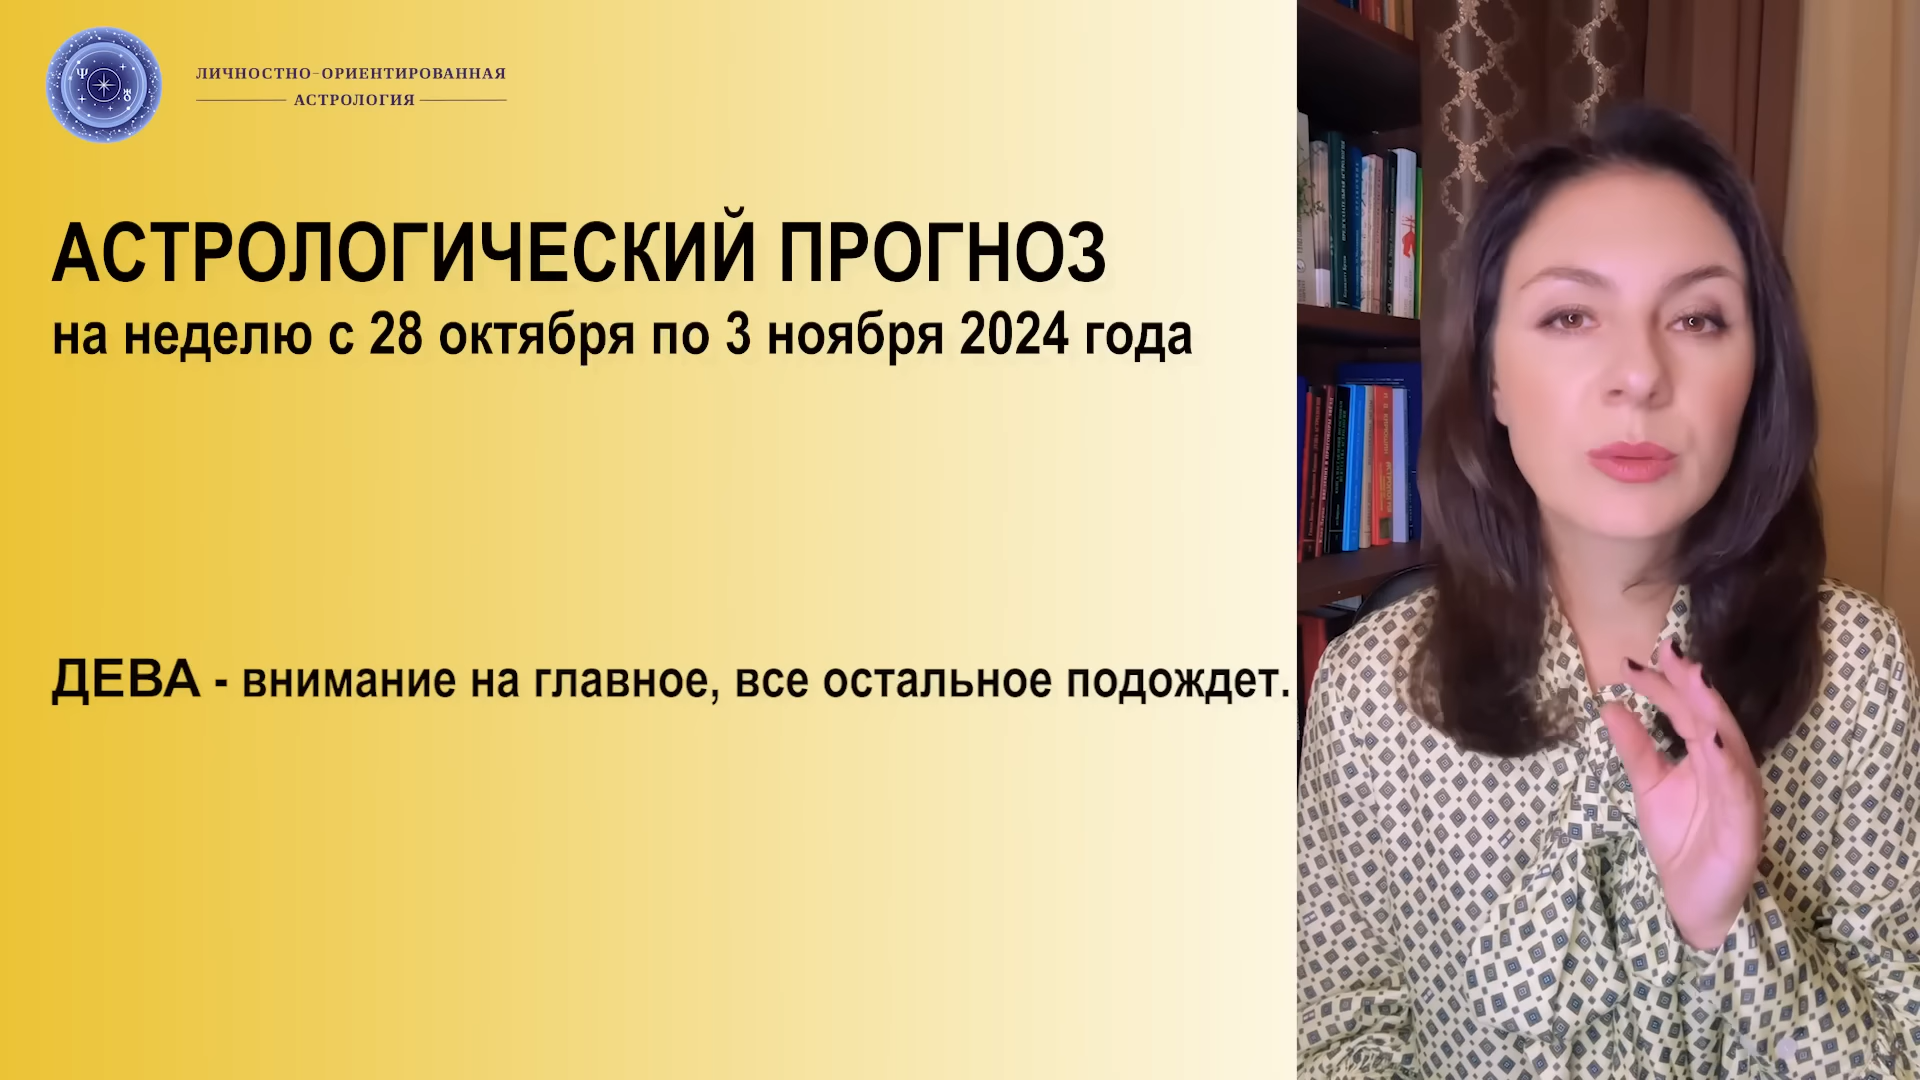 ЛИЧНОСТНО-ОРИЕНТИРОВАННАЯ
АСТРОЛОГИЯ
АСТРОЛОГИЧЕСКИЙ ПРОГНОЗ
на неделю с 28 октября по 3 ноября 2024 года
ДЕВА - внимание на главное, все остальное подождет.